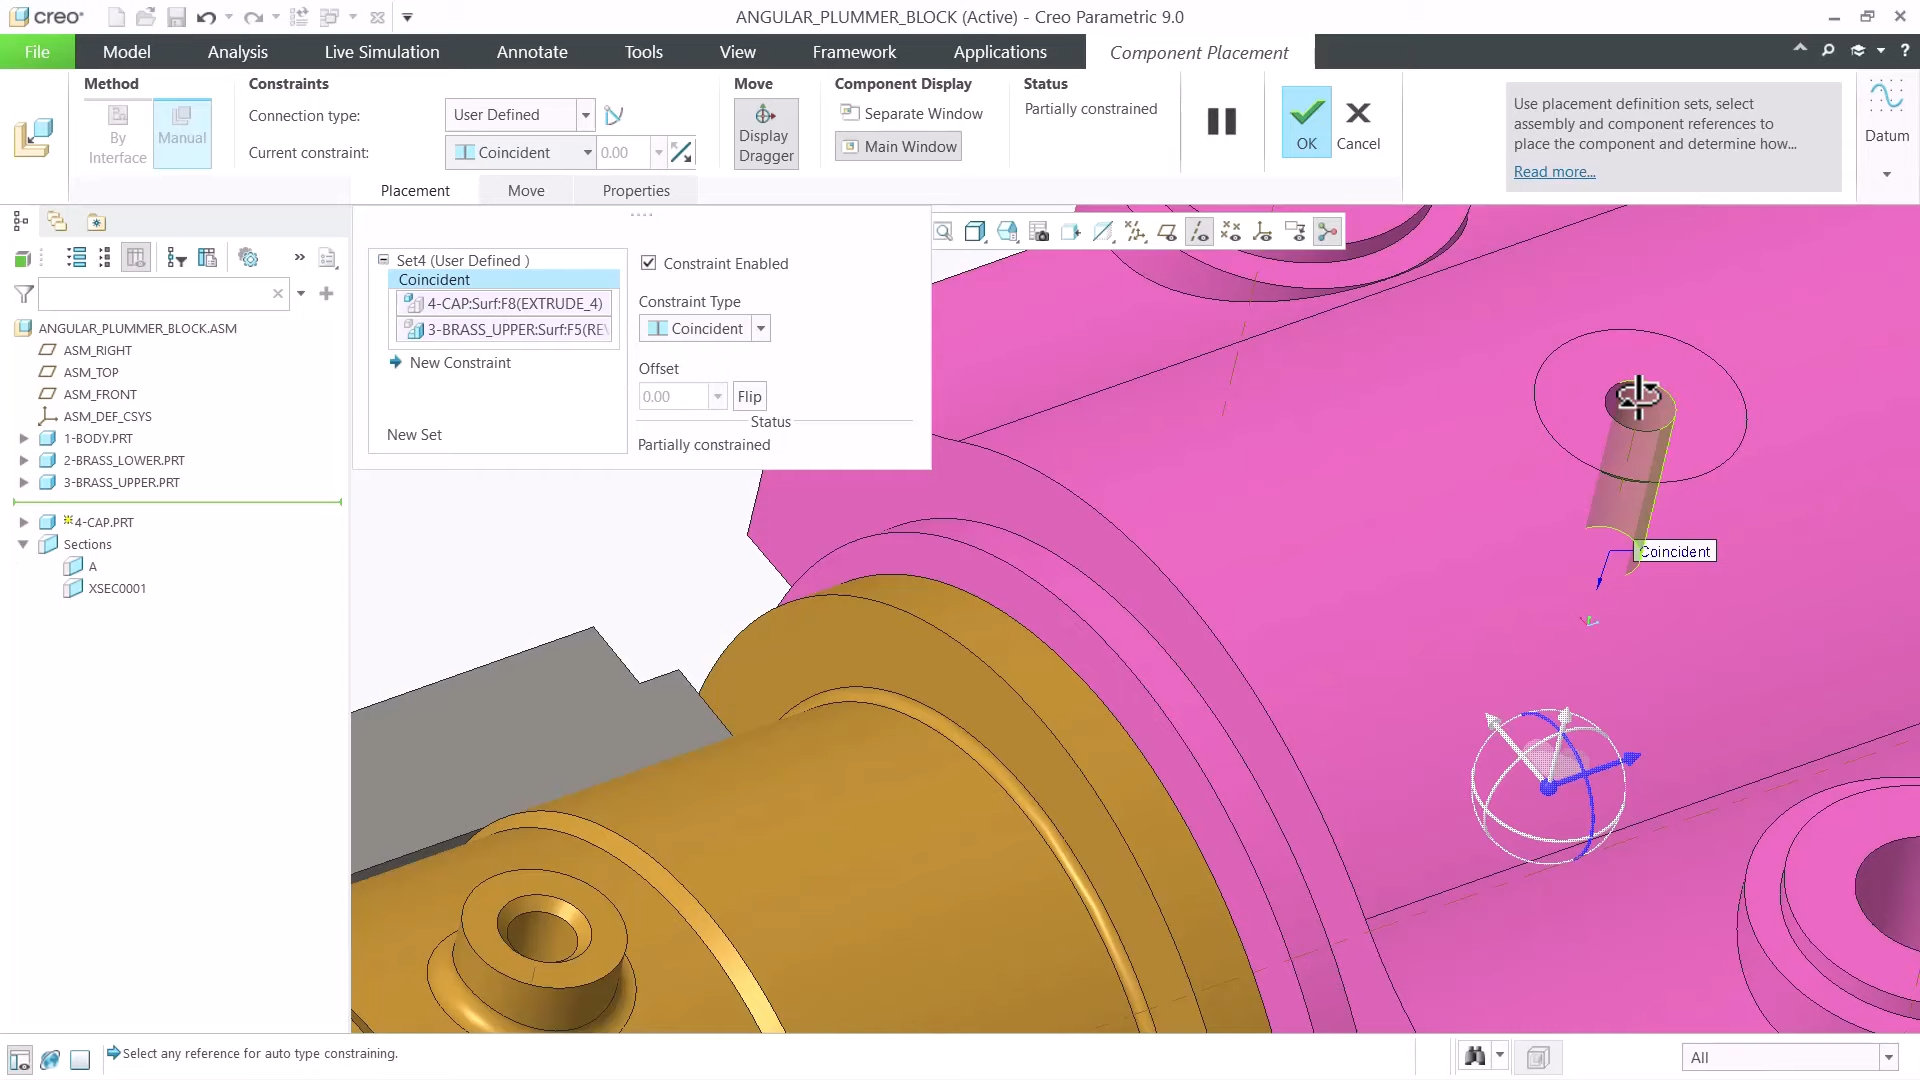 creo
ANGULAR_PLUMMER_BLOCK (Active) - Creo Parametric 9.0
File
Model
Analysis
Live Simulation
Annotate
Tools
View
Framework
Applications
Component Placement
Method
By Interface
Manual
Constraints
Connection type:
User Defined
Current constraint:
Coincident
0.00
Move
Display Dragger
Component Display
Separate Window
Main Window
Status
Partially constrained
OK
Cancel
Use placement definition sets, select
assembly and component references to
place the component and determine how...
Read more...
Datum
Placement
Move
Properties
Set4 (User Defined )
Coincident
4-CAP:Surf:F8(EXTRUDE_4)
3-BRASS_UPPER:Surf:F5(REV
New Constraint
New Set
Constraint Enabled
Constraint Type
Coincident
Offset
0.00
Flip
Status
Partially constrained
ANGULAR_PLUMMER_BLOCK.ASM
ASM_RIGHT
ASM_TOP
ASM_FRONT
ASM_DEF_CSYS
1-BODY.PRT
2-BRASS_LOWER.PRT
3-BRASS_UPPER.PRT
4-CAP.PRT
Sections
A
XSEC0001
Coincident
Select any reference for auto type constraining.
All